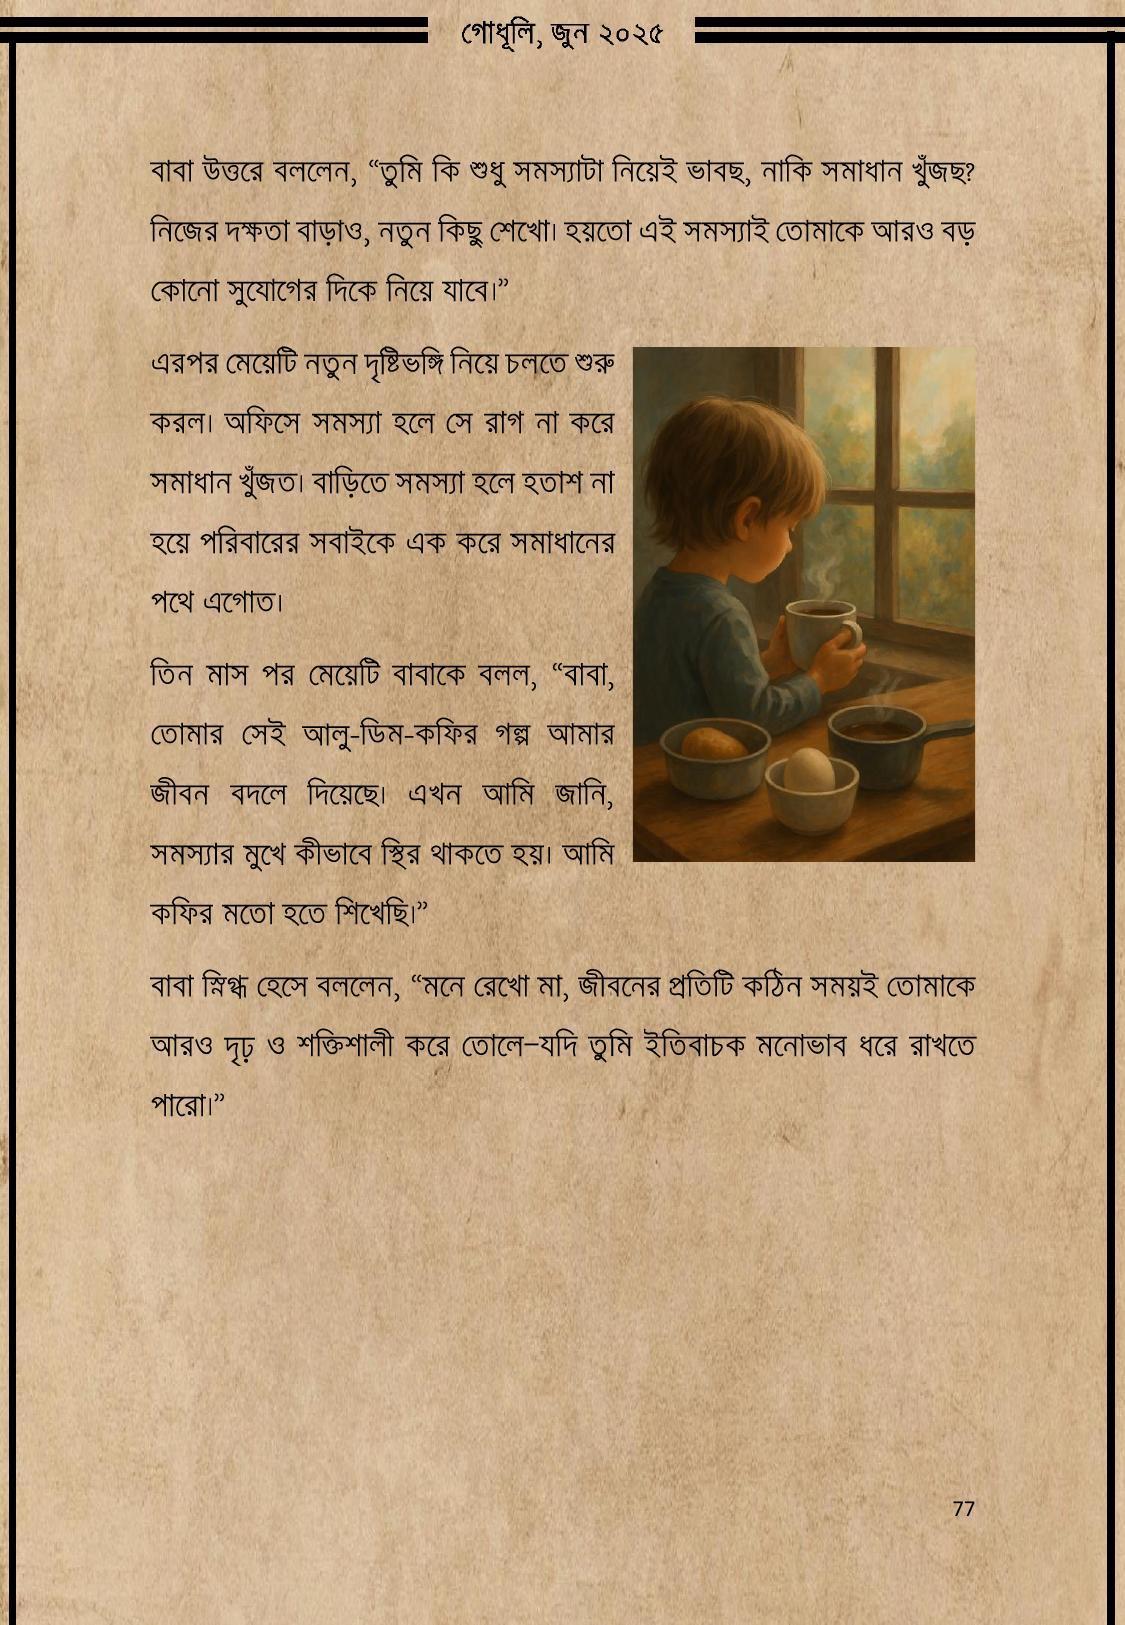 গোধূলি, জুন ২০২৫
বাবা উত্তরে বললেন, “তুমি কি শুধু সমস্যাটা নিয়েই ভাবছ, নাকি সমাধান খুঁজছ?
নিজের দক্ষতা বাড়াও, নতুন কিছু শেখো। হয়তো এই সমস্যাই তোমাকে আরও বড়
কোনো সুযোগের দিকে নিয়ে যাবে।”
এরপর মেয়েটি নতুন দৃষ্টিভঙ্গি নিয়ে চলতে শুরু
করল। অফিসে সমস্যা হলে সে রাগ না করে
সমাধান খুঁজত। বাড়িতে সমস্যা হলে হতাশ না
হয়ে পরিবারের সবাইকে এক করে সমাধানের
পথে এগোত।
তিন মাস পর মেয়েটি বাবাকে বলল, “বাবা,
তোমার সেই আলু-ডিম-কফির গল্প আমার
জীবন বদলে দিয়েছে। এখন আমি জানি,
সমস্যার মুখে কীভাবে স্থির থাকতে হয়। আমি
কফির মতো হতে শিখেছি।”
বাবা স্নিগ্ধ হেসে বললেন, “মনে রেখো মা, জীবনের প্রতিটি কঠিন সময়ই তোমাকে
আরও দৃঢ় ও শক্তিশালী করে তোলে–যদি তুমি ইতিবাচক মনোভাব ধরে রাখতে
পারো।”
77